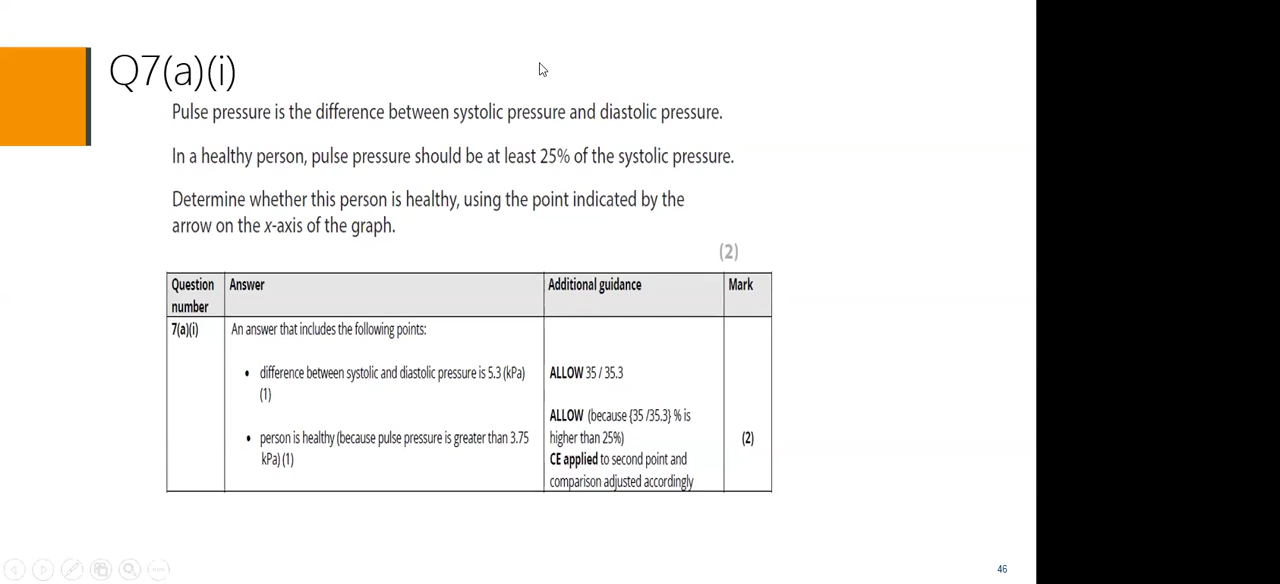 Q7(a)(i)
Pulse pressure is the difference between systolic pressure and diastolic pressure.
In a healthy person, pulse pressure should be at least 25% of the systolic pressure.
Determine whether this person is healthy, using the point indicated by the
arrow on the x-axis of the graph.
(2)
Question number
Answer
Additional guidance
Mark
7(a)(i)
An answer that includes the following points:
• difference between systolic and diastolic pressure is 5.3 (kPa)
(1)
ALLOW 35 / 35.3
• person is healthy (because pulse pressure is greater than 3.75
kPa) (1)
ALLOW (because {35 /35.3} % is
higher than 25%)
CE applied to second point and
comparison adjusted accordingly
(2)
46